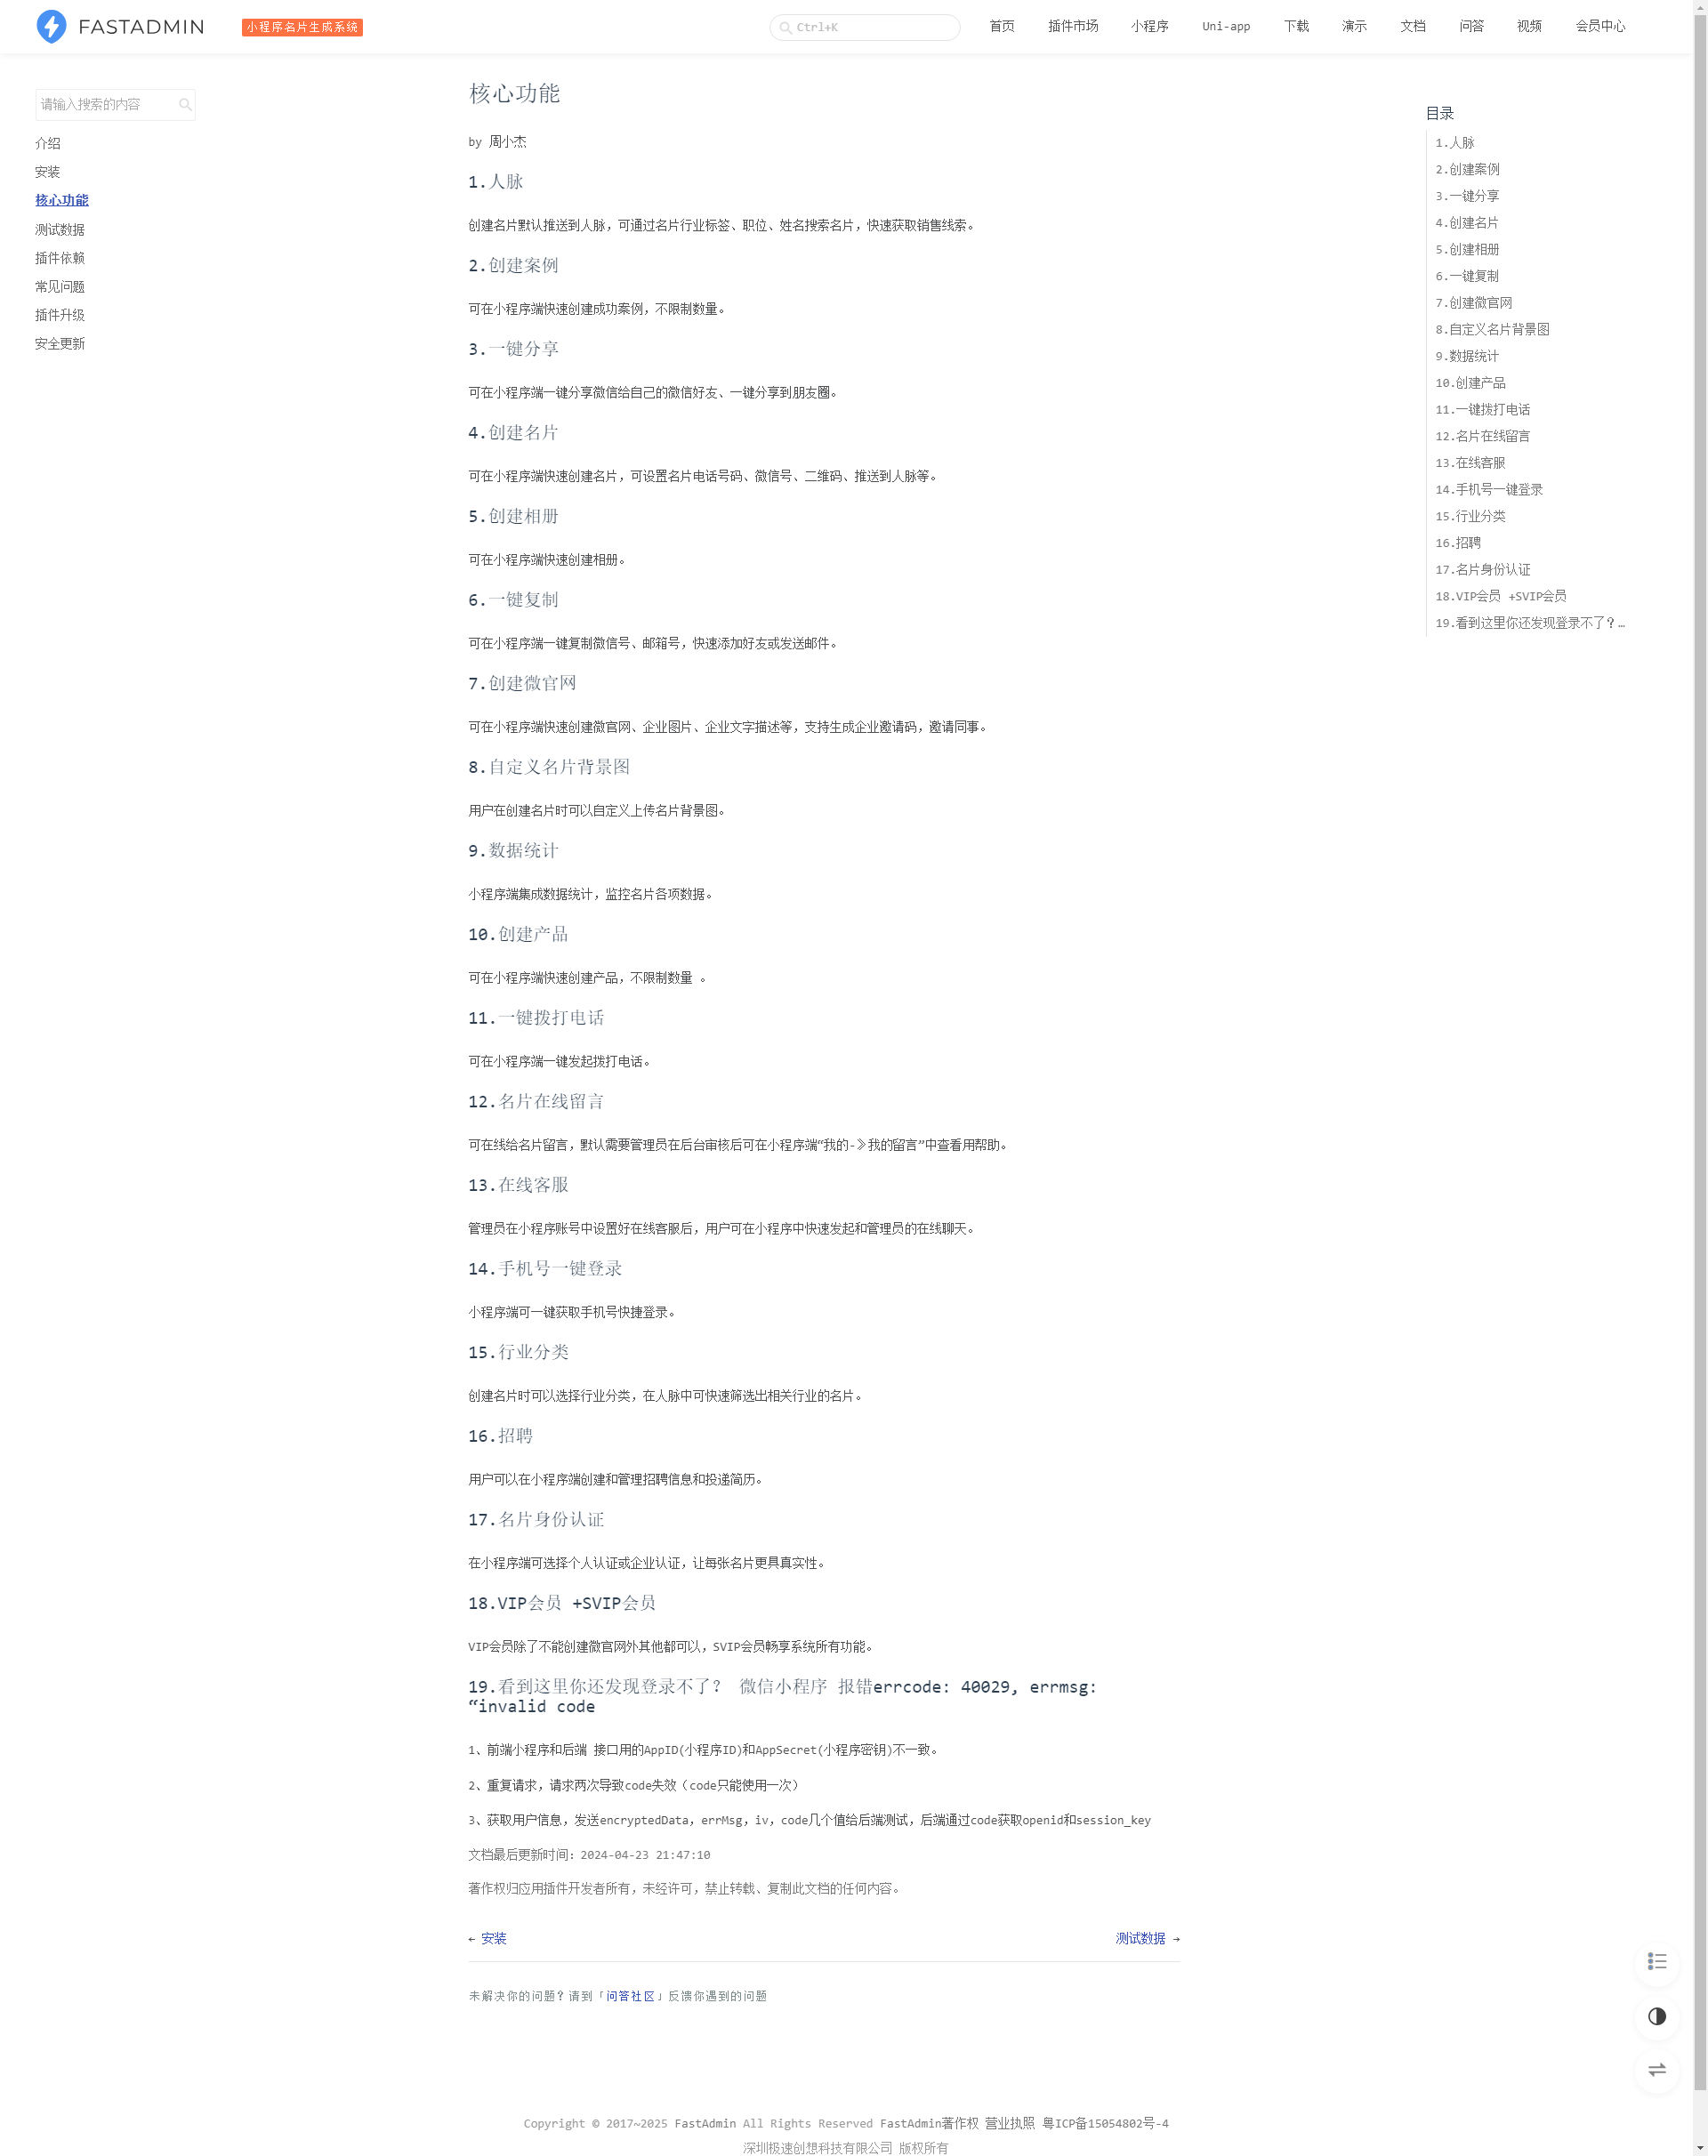 FASTADMIN
小程序名片生成系统
Ctrl+K
首页 插件市场 小程序 Uni-app 下载 演示 文档 问答 视频 会员中心
请输入搜索的内容
介绍
安装
核心功能
测试数据
插件依赖
常见问题
插件升级
安全更新
核心功能
by 周小杰
1.人脉
创建名片默认推送到人脉，可通过名片行业标签、职位、姓名搜索名片，快速获取销售线索。
2.创建案例
可在小程序端快速创建成功案例，不限制数量。
3.一键分享
可在小程序端一键分享微信给自己的微信好友、一键分享到朋友圈。
4.创建名片
可在小程序端快速创建名片，可设置名片电话号码、微信号、二维码、推送到人脉等。
5.创建相册
可在小程序端快速创建相册。
6.一键复制
可在小程序端一键复制微信号、邮箱号，快速添加好友或发送邮件。
7.创建微官网
可在小程序端快速创建微官网、企业图片、企业文字描述等，支持生成企业邀请码，邀请同事。
8.自定义名片背景图
用户在创建名片时可以自定义上传名片背景图。
9.数据统计
小程序端集成数据统计，监控名片各项数据。
10.创建产品
可在小程序端快速创建产品，不限制数量 。
11.一键拨打电话
可在小程序端一键发起拨打电话。
12.名片在线留言
可在线给名片留言，默认需要管理员在后台审核后可在小程序端“我的-》我的留言”中查看用帮助。
13.在线客服
管理员在小程序账号中设置好在线客服后，用户可在小程序中快速发起和管理员的在线聊天。
14.手机号一键登录
小程序端可一键获取手机号快捷登录。
15.行业分类
创建名片时可以选择行业分类，在人脉中可快速筛选出相关行业的名片。
16.招聘
用户可以在小程序端创建和管理招聘信息和投递简历。
17.名片身份认证
在小程序端可选择个人认证或企业认证，让每张名片更具真实性。
18.VIP会员 +SVIP会员
VIP会员除了不能创建微官网外其他都可以，SVIP会员畅享系统所有功能。
19.看到这里你还发现登录不了？ 微信小程序 报错errcode: 40029, errmsg:
“invalid code
1、前端小程序和后端 接口用的AppID(小程序ID)和AppSecret(小程序密钥)不一致。
2、重复请求，请求两次导致code失效（code只能使用一次）
3、获取用户信息，发送encryptedData，errMsg，iv，code几个值给后端测试，后端通过code获取openid和session_key
文档最后更新时间：2024-04-23 21:47:10
著作权归应用插件开发者所有，未经许可，禁止转载、复制此文档的任何内容。
← 安装
测试数据 →
未解决你的问题？请到「问答社区」反馈你遇到的问题
目录
1.人脉
2.创建案例
3.一键分享
4.创建名片
5.创建相册
6.一键复制
7.创建微官网
8.自定义名片背景图
9.数据统计
10.创建产品
11.一键拨打电话
12.名片在线留言
13.在线客服
14.手机号一键登录
15.行业分类
16.招聘
17.名片身份认证
18.VIP会员 +SVIP会员
19.看到这里你还发现登录不了？…
Copyright © 2017~2025 FastAdmin All Rights Reserved FastAdmin著作权 营业执照 粤ICP备15054802号-4
深圳极速创想科技有限公司 版权所有